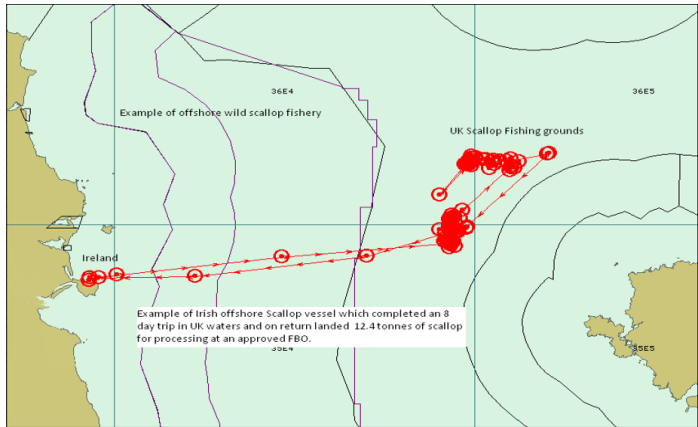 36E4
36E5
Example of offshore wild scallop fishery
UK Scallop Fishing grounds
Ireland
Example of Irish offshore Scallop vessel which completed an 8
day trip in UK waters and on return landed 12.4 tonnes of scallop
for processing at an approved FBO.
35E4
35E5